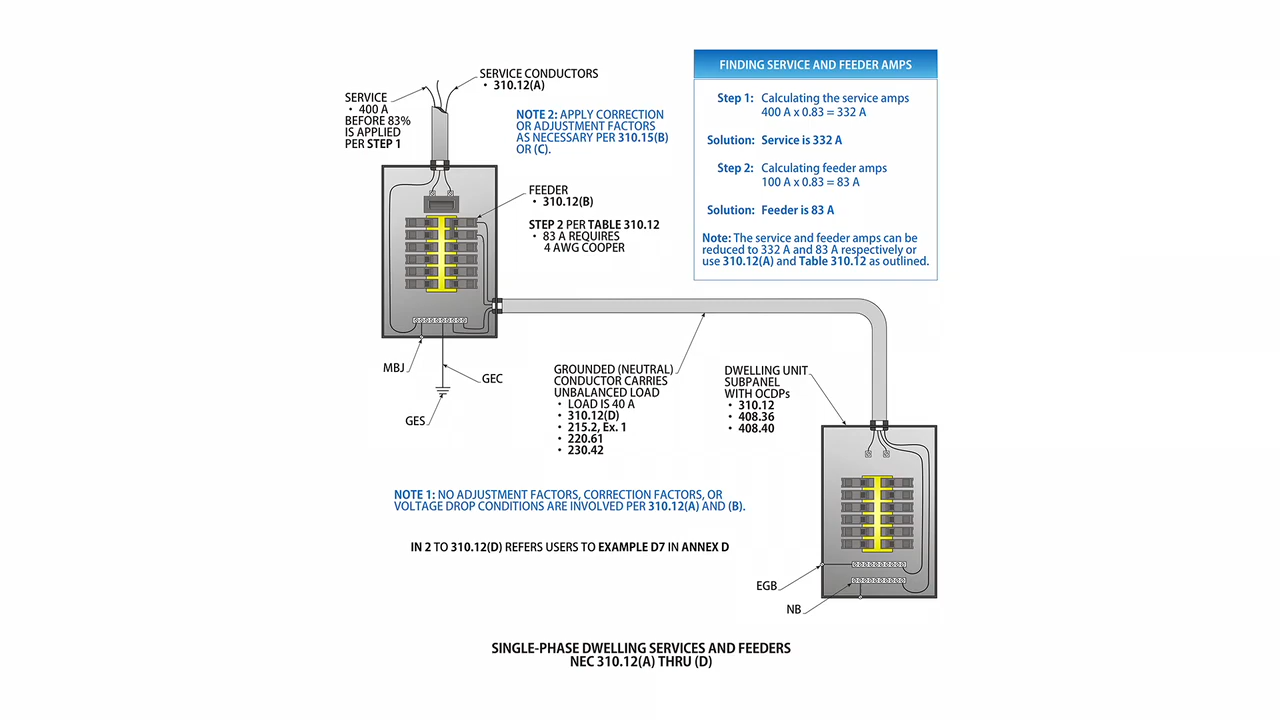 SERVICE CONDUCTORS
• 310.12(A)
SERVICE
• 400 A
BEFORE 83%
IS APPLIED
PER STEP 1
NOTE 2: APPLY CORRECTION
OR ADJUSTMENT FACTORS
AS NECESSARY PER 310.15(B)
OR (C).
FINDING SERVICE AND FEEDER AMPS
Step 1: Calculating the service amps
400 A x 0.83 = 332 A
Solution: Service is 332 A
Step 2: Calculating feeder amps
100 A x 0.83 = 83 A
Solution: Feeder is 83 A
Note: The service and feeder amps can be
reduced to 332 A and 83 A respectively or
use 310.12(A) and Table 310.12 as outlined.
FEEDER
• 310.12(B)
STEP 2 PER TABLE 310.12
• 83 A REQUIRES
4 AWG COOPER
MBJ
GEC
GES
GROUNDED (NEUTRAL)
CONDUCTOR CARRIES
UNBALANCED LOAD
• LOAD IS 40 A
• 310.12(D)
• 215.2, Ex. 1
• 220.61
• 230.42
DWELLING UNIT
SUBPANEL
WITH OCDPs
• 310.12
• 408.36
• 408.40
NOTE 1: NO ADJUSTMENT FACTORS, CORRECTION FACTORS, OR
VOLTAGE DROP CONDITIONS ARE INVOLVED PER 310.12(A) AND (B).
IN 2 TO 310.12(D) REFERS USERS TO EXAMPLE D7 IN ANNEX D
EGB
NB
SINGLE-PHASE DWELLING SERVICES AND FEEDERS
NEC 310.12(A) THRU (D)